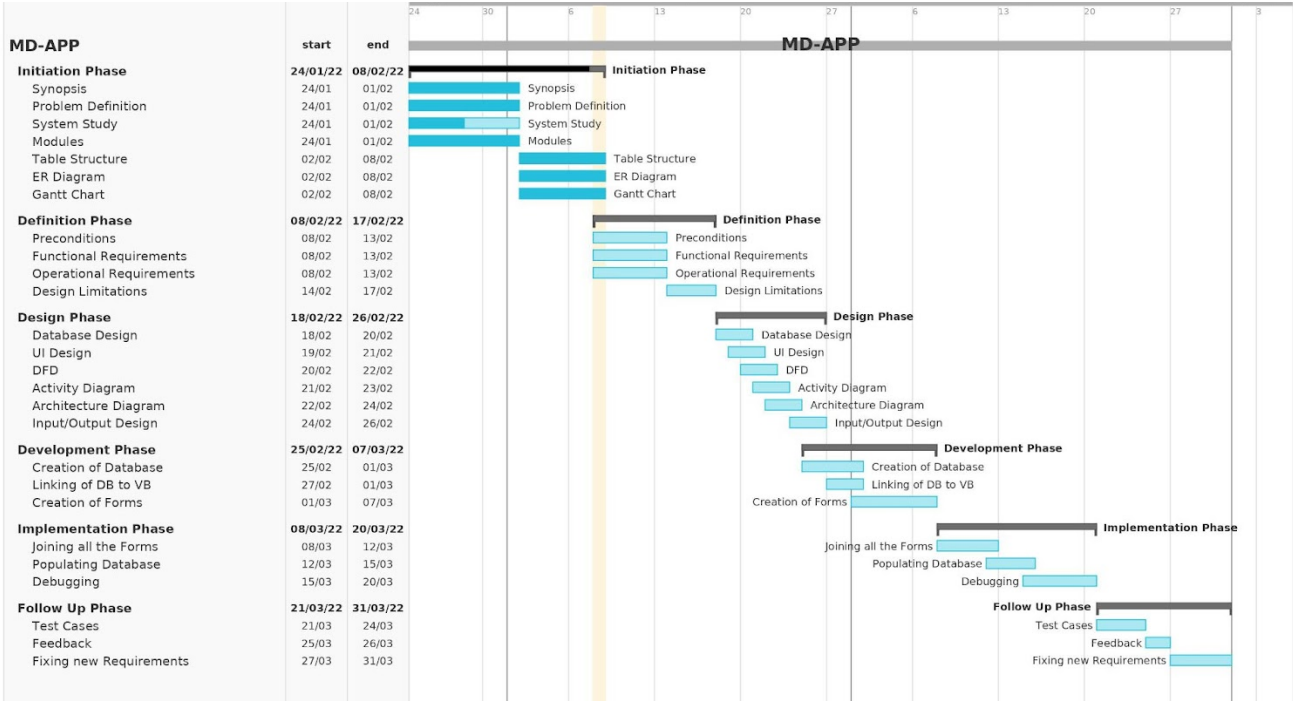 24 30 6 13 20 27 6 13 20 27 3
MD-APP start end MD-APP
Initiation Phase 24/01/22 08/02/22 Initiation Phase
Synopsis 24/01 01/02 Synopsis
Problem Definition 24/01 01/02 Problem Definition
System Study 24/01 01/02 System Study
Modules 24/01 01/02 Modules
Table Structure 02/02 08/02 Table Structure
ER Diagram 02/02 08/02 ER Diagram
Gantt Chart 02/02 08/02 Gantt Chart
Definition Phase 08/02/22 17/02/22 Definition Phase
Preconditions 08/02 13/02 Preconditions
Functional Requirements 08/02 13/02 Functional Requirements
Operational Requirements 08/02 13/02 Operational Requirements
Design Limitations 14/02 17/02 Design Limitations
Design Phase 18/02/22 26/02/22 Design Phase
Database Design 18/02 20/02 Database Design
UI Design 19/02 21/02 UI Design
DFD 20/02 22/02 DFD
Activity Diagram 21/02 23/02 Activity Diagram
Architecture Diagram 22/02 24/02 Architecture Diagram
Input/Output Design 24/02 26/02 Input/Output Design
Development Phase 25/02/22 07/03/22 Development Phase
Creation of Database 25/02 01/03 Creation of Database
Linking of DB to VB 27/02 01/03 Linking of DB to VB
Creation of Forms 01/03 07/03 Creation of Forms
Implementation Phase 08/03/22 20/03/22 Implementation Phase
Joining all the Forms 08/03 12/03 Joining all the Forms
Populating Database 12/03 15/03 Populating Database
Debugging 15/03 20/03 Debugging
Follow Up Phase 21/03/22 31/03/22 Follow Up Phase
Test Cases 21/03 24/03 Test Cases
Feedback 25/03 26/03 Feedback
Fixing new Requirements 27/03 31/03 Fixing new Requirements